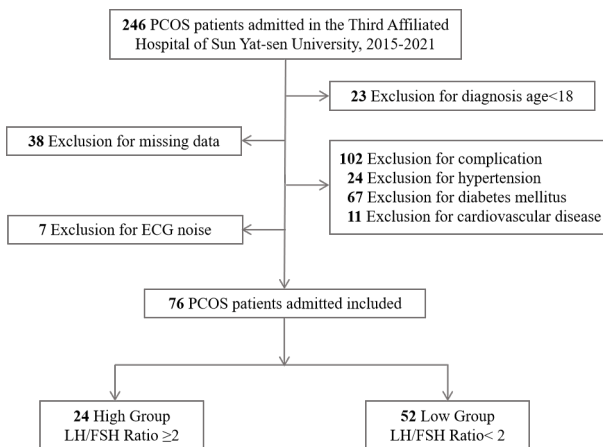 246 PCOS patients admitted in the Third Affiliated
Hospital of Sun Yat-sen University, 2015-2021
23 Exclusion for diagnosis age<18
38 Exclusion for missing data
102 Exclusion for complication
24 Exclusion for hypertension
67 Exclusion for diabetes mellitus
11 Exclusion for cardiovascular disease
7 Exclusion for ECG noise
76 PCOS patients admitted included
24 High Group
LH/FSH Ratio ≥2
52 Low Group
LH/FSH Ratio< 2